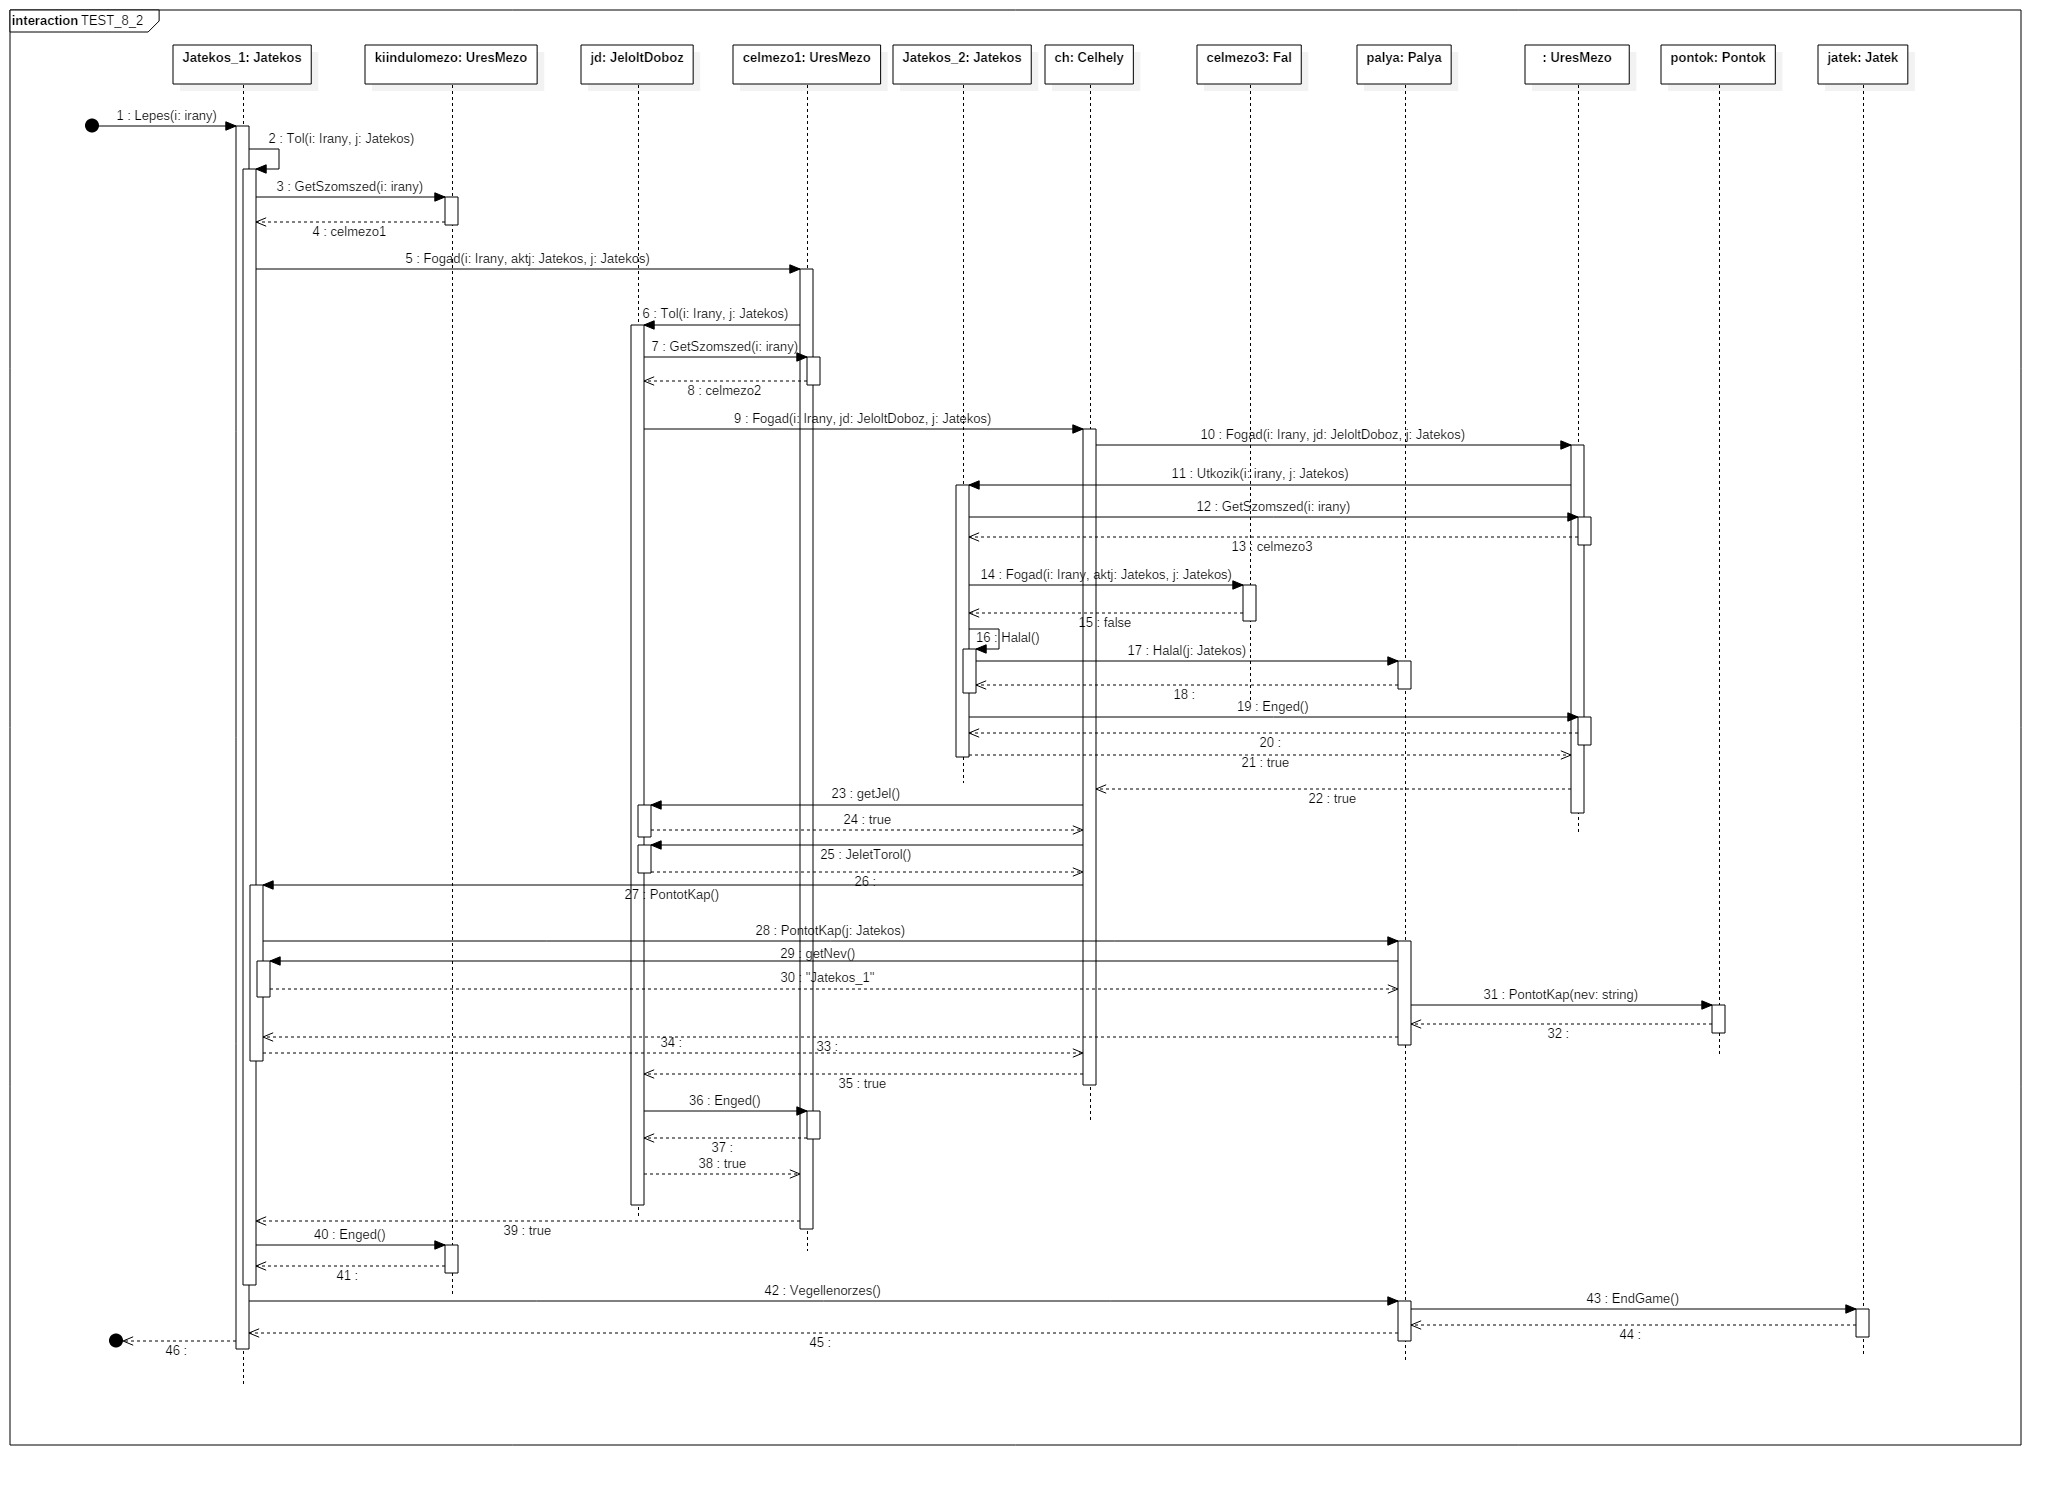 interaction TEST_8_2
Jatekos_1: Jatekos
kiindulomezo: UresMezo
jd: JeloltDoboz
celmezo1: UresMezo
Jatekos_2: Jatekos
ch: Celhely
celmezo3: Fal
palya: Palya
: UresMezo
pontok: Pontok
jatek: Jatek
1 : Lepes(i: irany)
2 : Tol(i: Irany, j: Jatekos)
3 : GetSzomszed(i: irany)
4 : celmezo1
5 : Fogad(i: Irany, aktj: Jatekos, j: Jatekos)
6 : Tol(i: Irany, j: Jatekos)
7 : GetSzomszed(i: irany)
8 : celmezo2
9 : Fogad(i: Irany, jd: JeloltDoboz, j: Jatekos)
10 : Fogad(i: Irany, jd: JeloltDoboz, j: Jatekos)
11 : Utkozik(i: irany, j: Jatekos)
12 : GetSzomszed(i: irany)
13 : celmezo3
14 : Fogad(i: Irany, aktj: Jatekos, j: Jatekos)
15 : false
16 : Halal()
17 : Halal(j: Jatekos)
18 :
19 : Enged()
20 :
21 : true
22 : true
23 : getJel()
24 : true
25 : JeletTorol()
26 :
27 : PontotKap()
28 : PontotKap(j: Jatekos)
29 : getNev()
30 : "Jatekos_1"
31 : PontotKap(nev: string)
32 :
34 :
33 :
35 : true
36 : Enged()
37 :
38 : true
39 : true
40 : Enged()
41 :
42 : Vegellenorzes()
43 : EndGame()
44 :
45 :
46 :